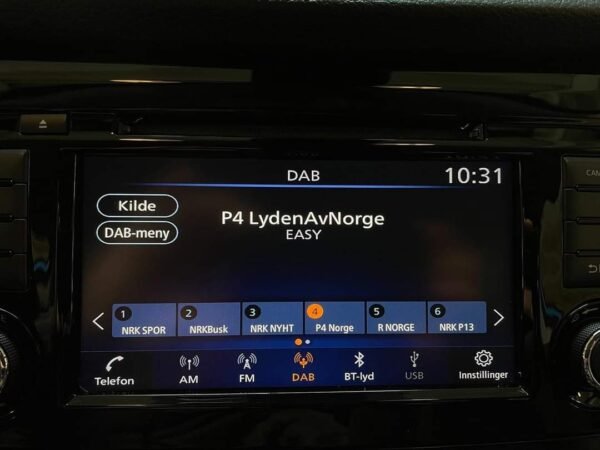 DAB
10:31
Kilde
DAB-meny
P4 LydenAvNorge
EASY
1 2 3 4 5 6
NRK SPOR NRKBusk NRK NYHT P4 Norge R NORGE NRK P13
Telefon AM FM DAB BT-lyd USB Innstillinger